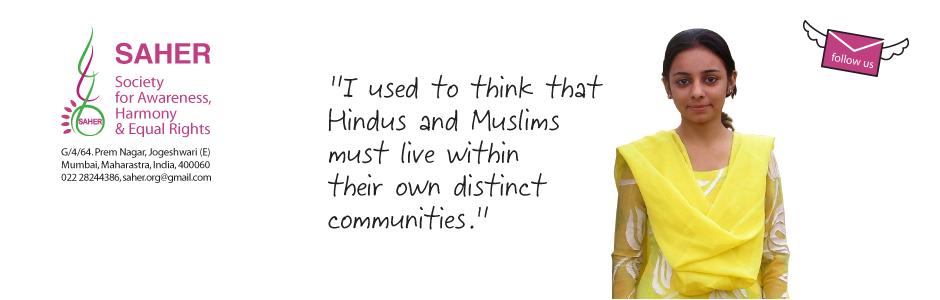 SAHER
Society
for Awareness,
Harmony
& Equal Rights
SAHER
G/4/64. Prem Nagar, Jogeshwari (E)
Mumbai, Maharastra, India, 400060
022 28244386, saher.org@gmail.com
"I used to think that
Hindus and Muslims
must live within
their own distinct
communities."
follow us